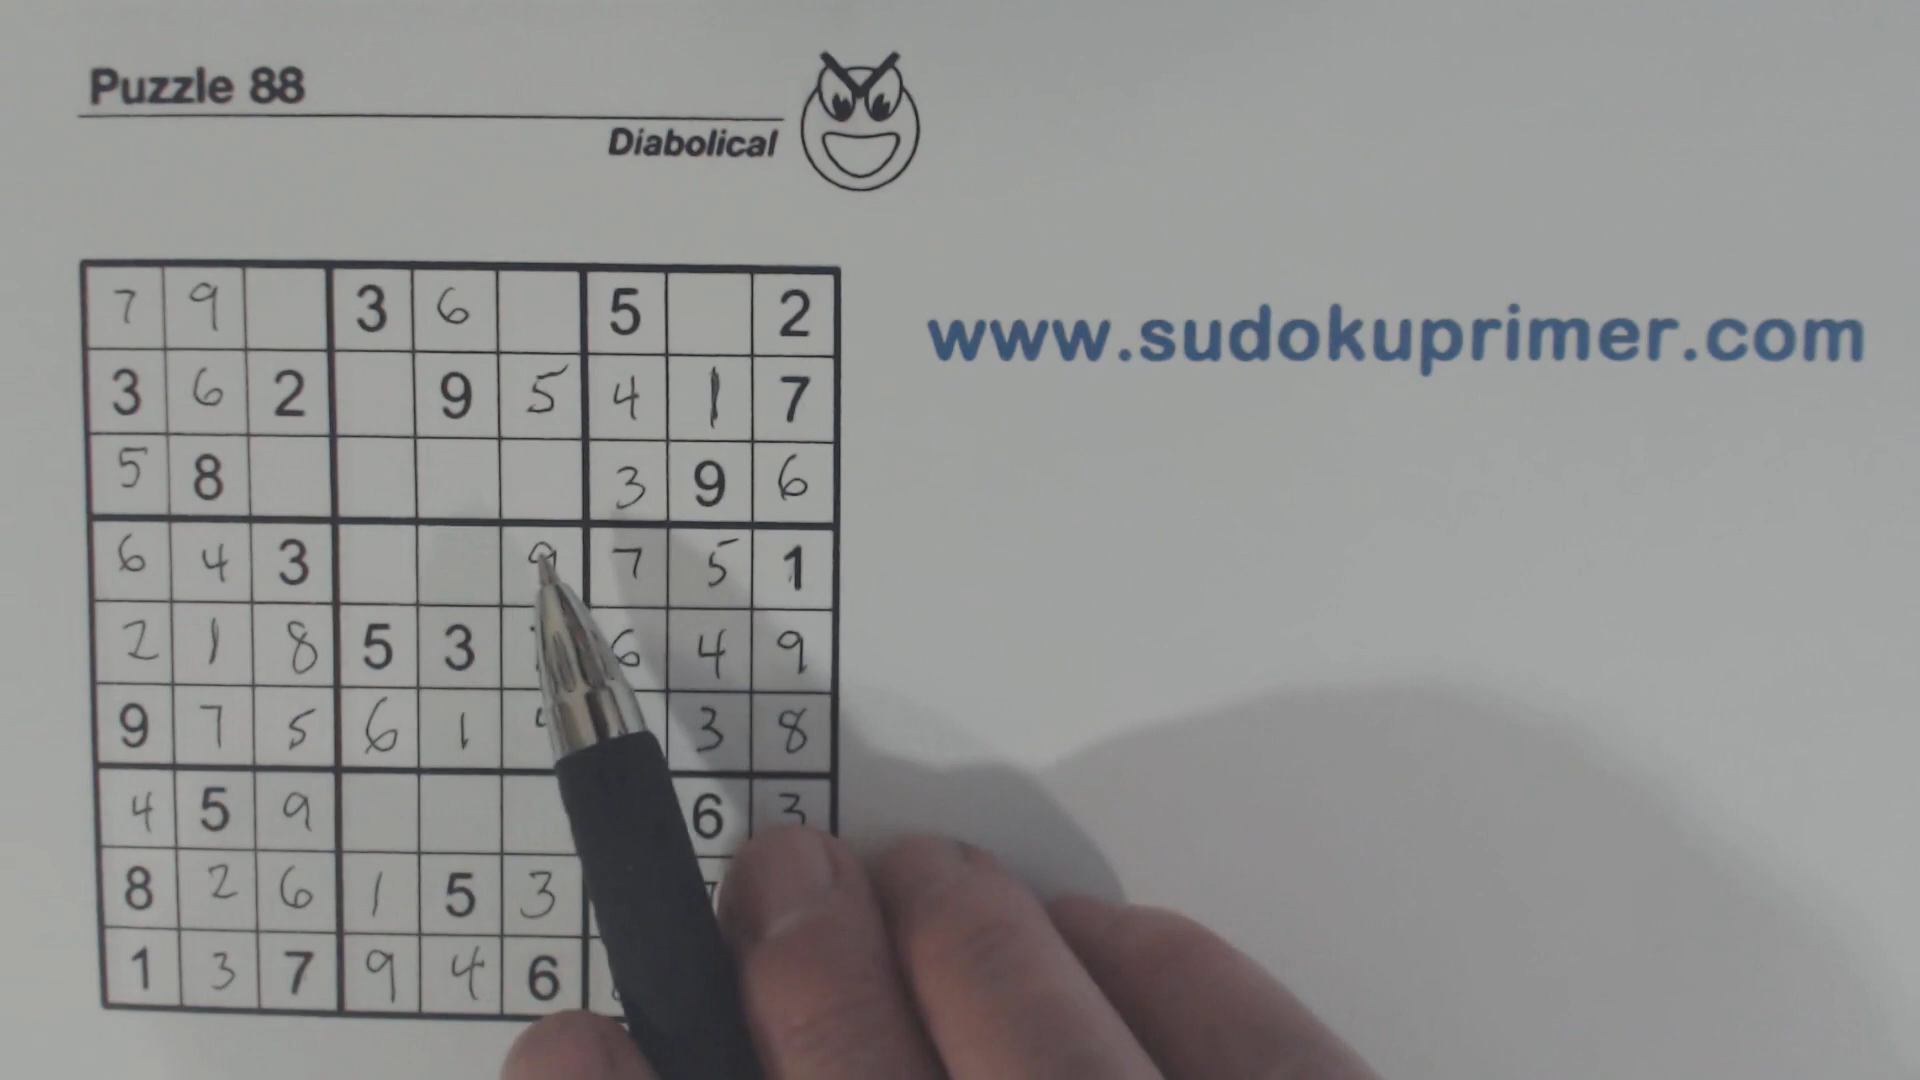 Puzzle 88
Diabolical
www.sudokuprimer.com
7 9 3 6 5 2
3 6 2 9 5 4 1 7
5 8 3 9 6
6 4 3 9 7 5 1
2 1 8 5 3 6 4 9
9 7 5 6 1 3 8
4 5 9 6 3
8 2 6 1 5 3
1 3 7 9 4 6